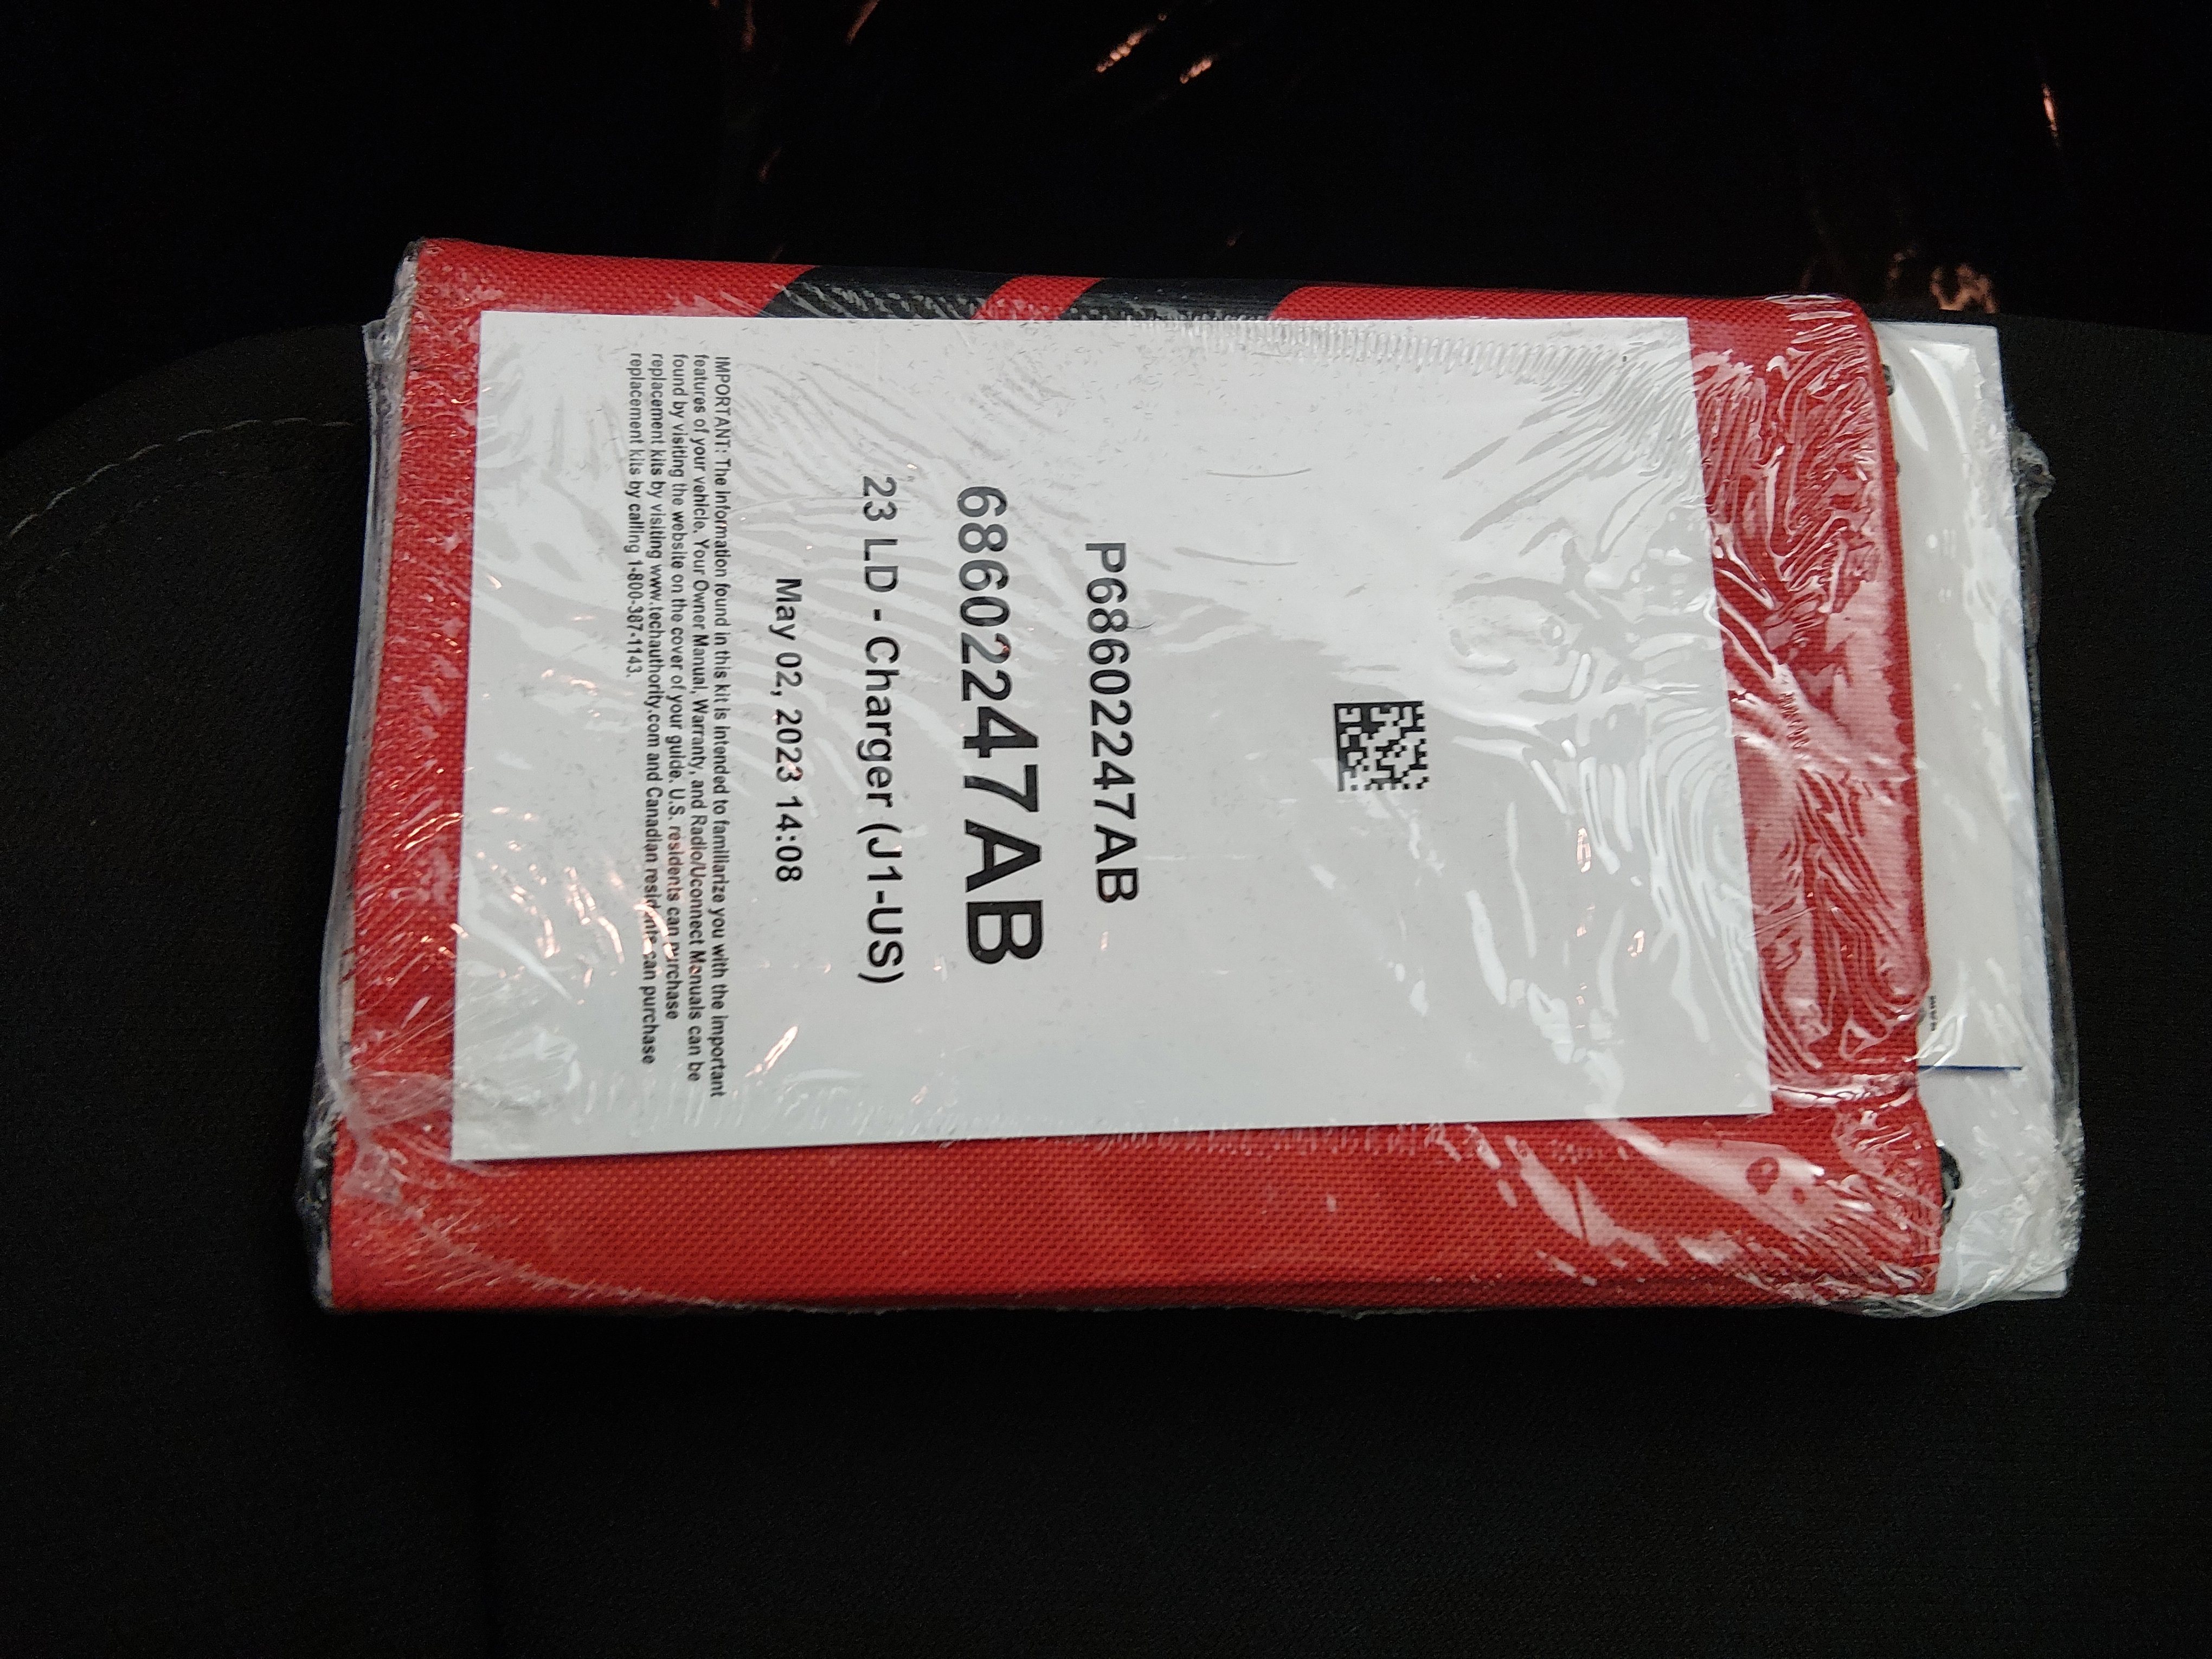 P68602247AB
68602247AB
23 LD - Charger (J1-US)
May 02, 2023 14:08
IMPORTANT: The information found in this kit is intended to familiarize you with the important
features of your vehicle. Your Owner Manual, Warranty, and Radio/Uconnect Manuals can be
found by visiting the website on the cover of your guide. U.S. residents can purchase
replacement kits by visiting www.techauthority.com and Canadian residents can purchase
replacement kits by calling 1-800-387-1143.